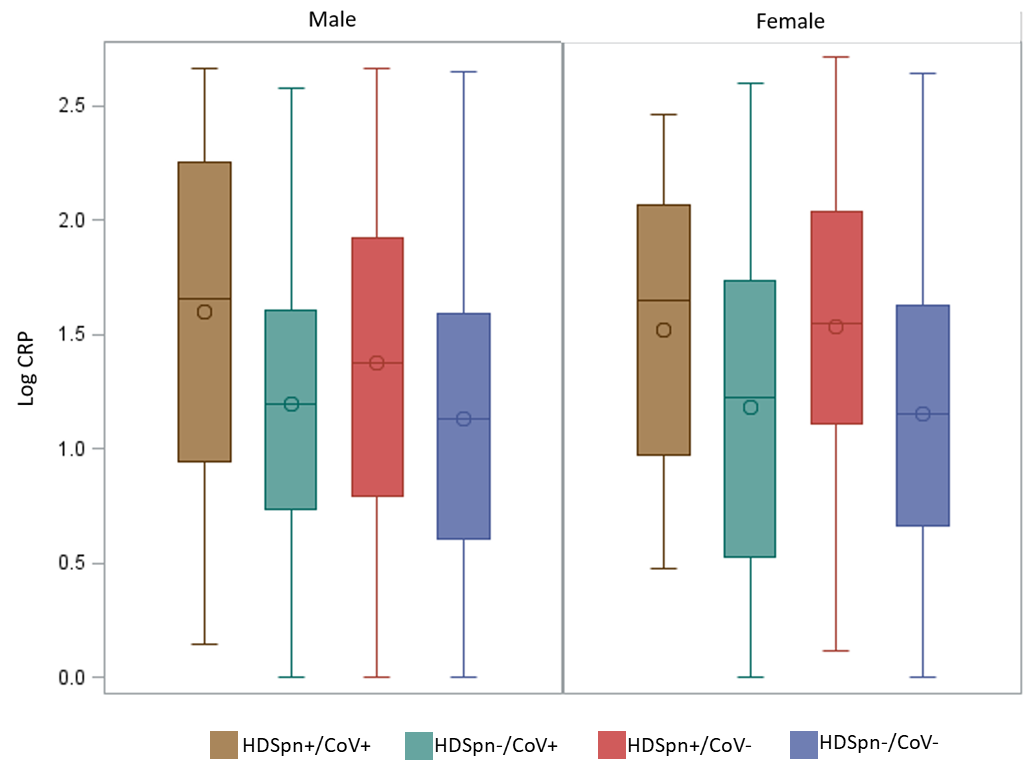 Male
Female
Log CRP
2.5
2.0
1.5
1.0
0.5
0.0
HDSpn+/CoV+
HDSpn-/CoV+
HDSpn+/CoV-
HDSpn-/CoV-